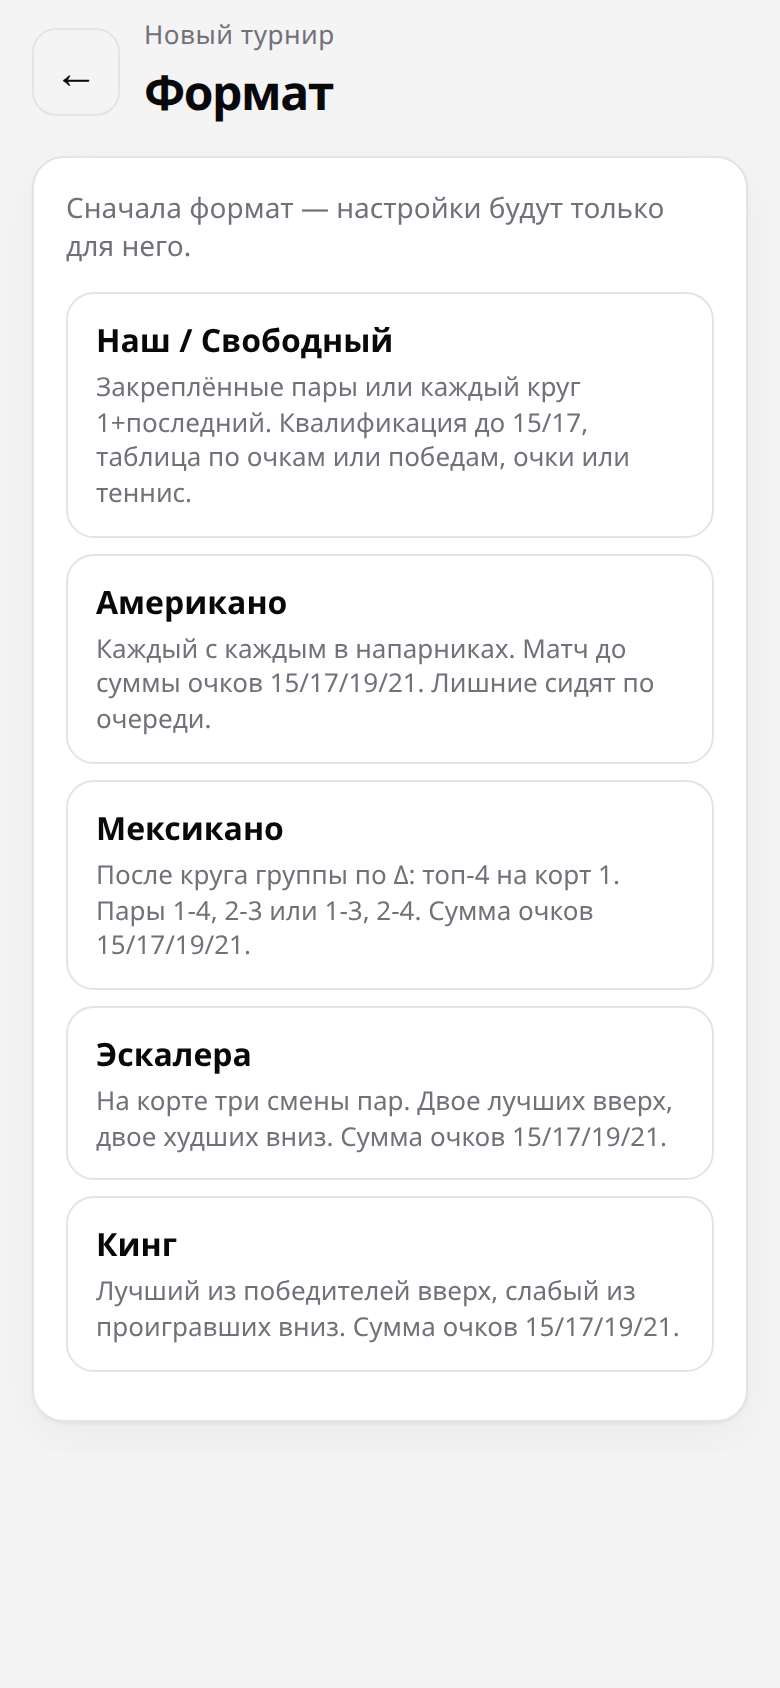 Новый турнир
←
Формат
Сначала формат — настройки будут только
для него.
Наш / Свободный
Закреплённые пары или каждый круг
1+последний. Квалификация до 15/17,
таблица по очкам или победам, очки или
теннис.
Американо
Каждый с каждым в напарниках. Матч до
суммы очков 15/17/19/21. Лишние сидят по
очереди.
Мексикано
После круга группы по Δ: топ-4 на корт 1.
Пары 1-4, 2-3 или 1-3, 2-4. Сумма очков
15/17/19/21.
Эскалера
На корте три смены пар. Двое лучших вверх,
двое худших вниз. Сумма очков 15/17/19/21.
Кинг
Лучший из победителей вверх, слабый из
проигравших вниз. Сумма очков 15/17/19/21.